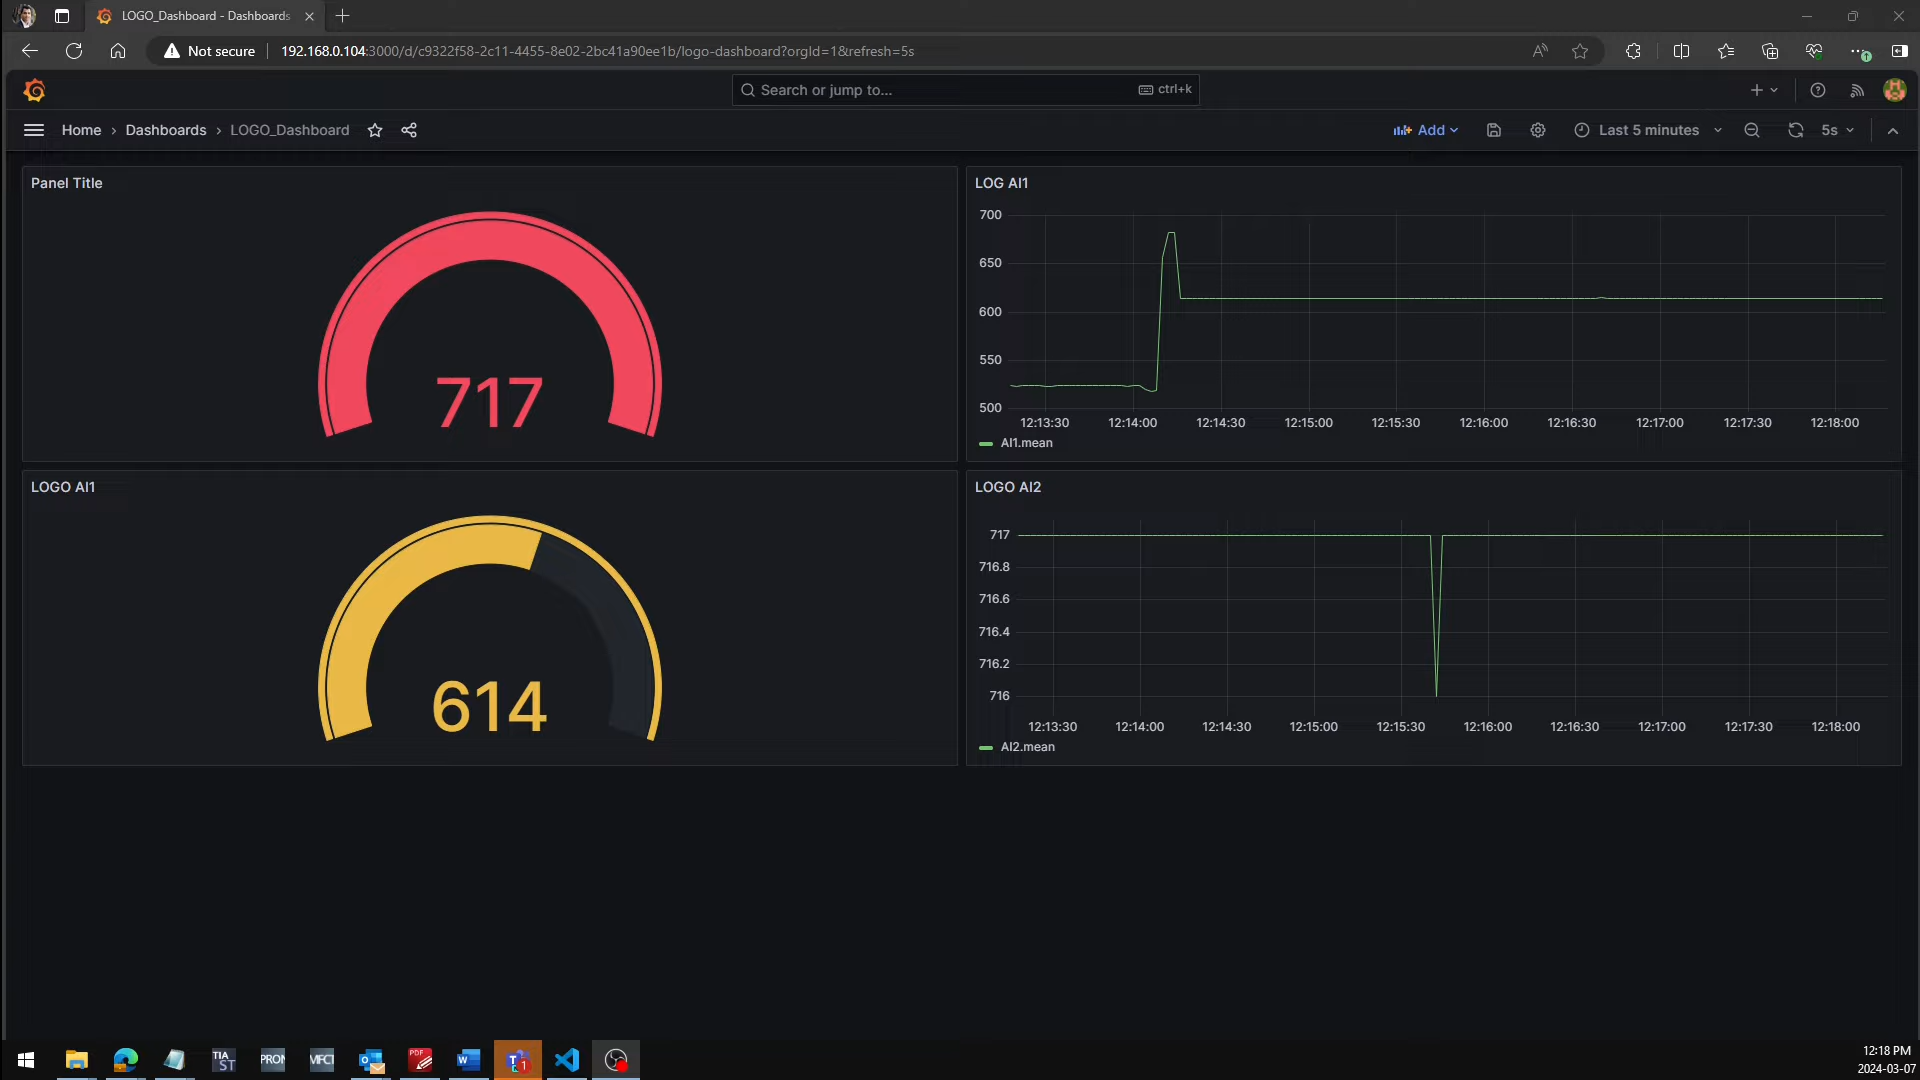 LOGO_Dashboard - Dashboards
Not secure
192.168.0.104:3000/d/c9322f58-2c11-4455-8e02-2bc41a90ee1b/logo-dashboard?orgId=1&refresh=5s
Search or jump to...
ctrl+k
Home › Dashboards › LOGO_Dashboard
Add
Last 5 minutes
5s
Panel Title
717
LOG AI1
700
650
600
550
500
12:13:30 12:14:00 12:14:30 12:15:00 12:15:30 12:16:00 12:16:30 12:17:00 12:17:30 12:18:00
AI1.mean
LOGO AI1
614
LOGO AI2
717
716.8
716.6
716.4
716.2
716
12:13:30 12:14:00 12:14:30 12:15:00 12:15:30 12:16:00 12:16:30 12:17:00 12:17:30 12:18:00
AI2.mean
TIA
ST
PRON
MFCT
PDF
W
T
1
12:18 PM
2024-03-07